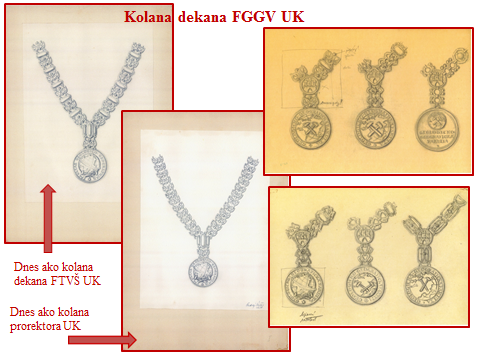 Kolana dekana FGGV UK
Dnes ako kolana
dekana FTVŠ UK
Dnes ako kolana
prorektora UK